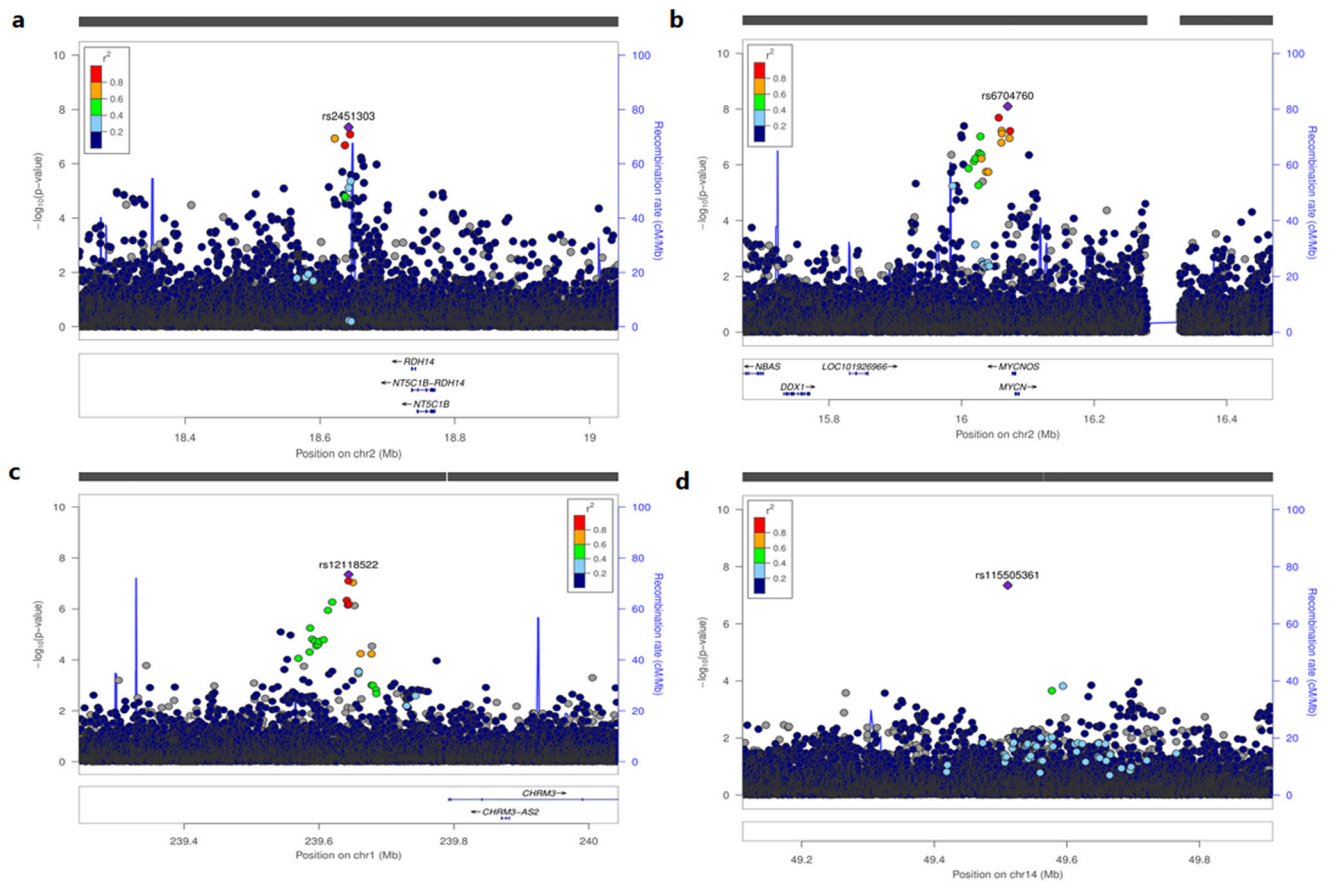 a
r2
0.8
0.6
0.4
0.2
rs2451303
10
8
6
4
2
0
−log10(p−value)
100
80
60
40
20
0
Recombination rate (cM/Mb)
←RDH14
←NT5C1B−RDH14
←NT5C1B
18.4 18.6 18.8 19
Position on chr2 (Mb)
b
r2
0.8
0.6
0.4
0.2
rs6704760
10
8
6
4
2
0
−log10(p−value)
100
80
60
40
20
0
Recombination rate (cM/Mb)
←NBAS LOC101926966→ ←MYCNOS
DDX1→ MYCN→
15.8 16 16.2 16.4
Position on chr2 (Mb)
c
r2
0.8
0.6
0.4
0.2
rs12118522
10
8
6
4
2
0
−log10(p−value)
100
80
60
40
20
0
Recombination rate (cM/Mb)
CHRM3→
←CHRM3−AS2
239.4 239.6 239.8 240
Position on chr1 (Mb)
d
r2
0.8
0.6
0.4
0.2
rs115505361
10
8
6
4
2
0
−log10(p−value)
100
80
60
40
20
0
Recombination rate (cM/Mb)
49.2 49.4 49.6 49.8
Position on chr14 (Mb)